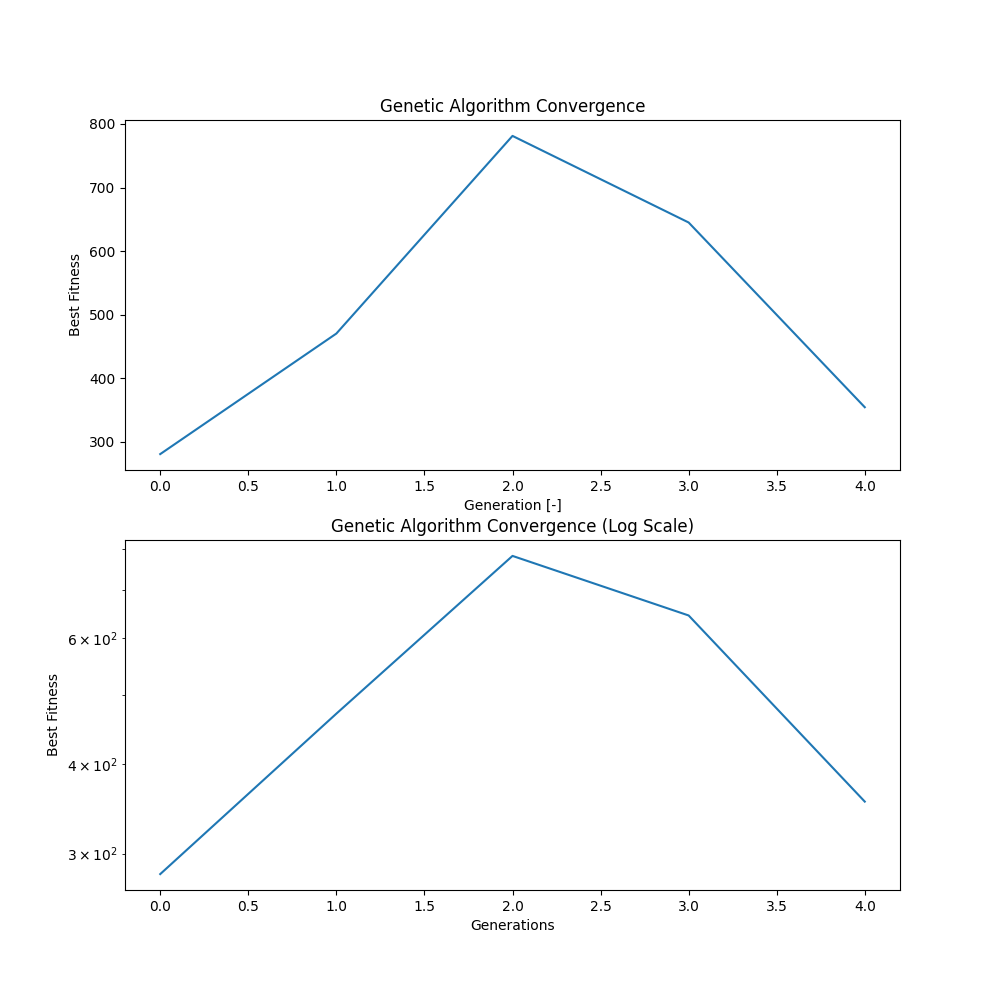 Genetic Algorithm Convergence
800
700
600
500
400
300
Best Fitness
0.0 0.5 1.0 1.5 2.0 2.5 3.0 3.5 4.0
Generation [-]
Genetic Algorithm Convergence (Log Scale)
6 × 10²
4 × 10²
3 × 10²
Best Fitness
0.0 0.5 1.0 1.5 2.0 2.5 3.0 3.5 4.0
Generations